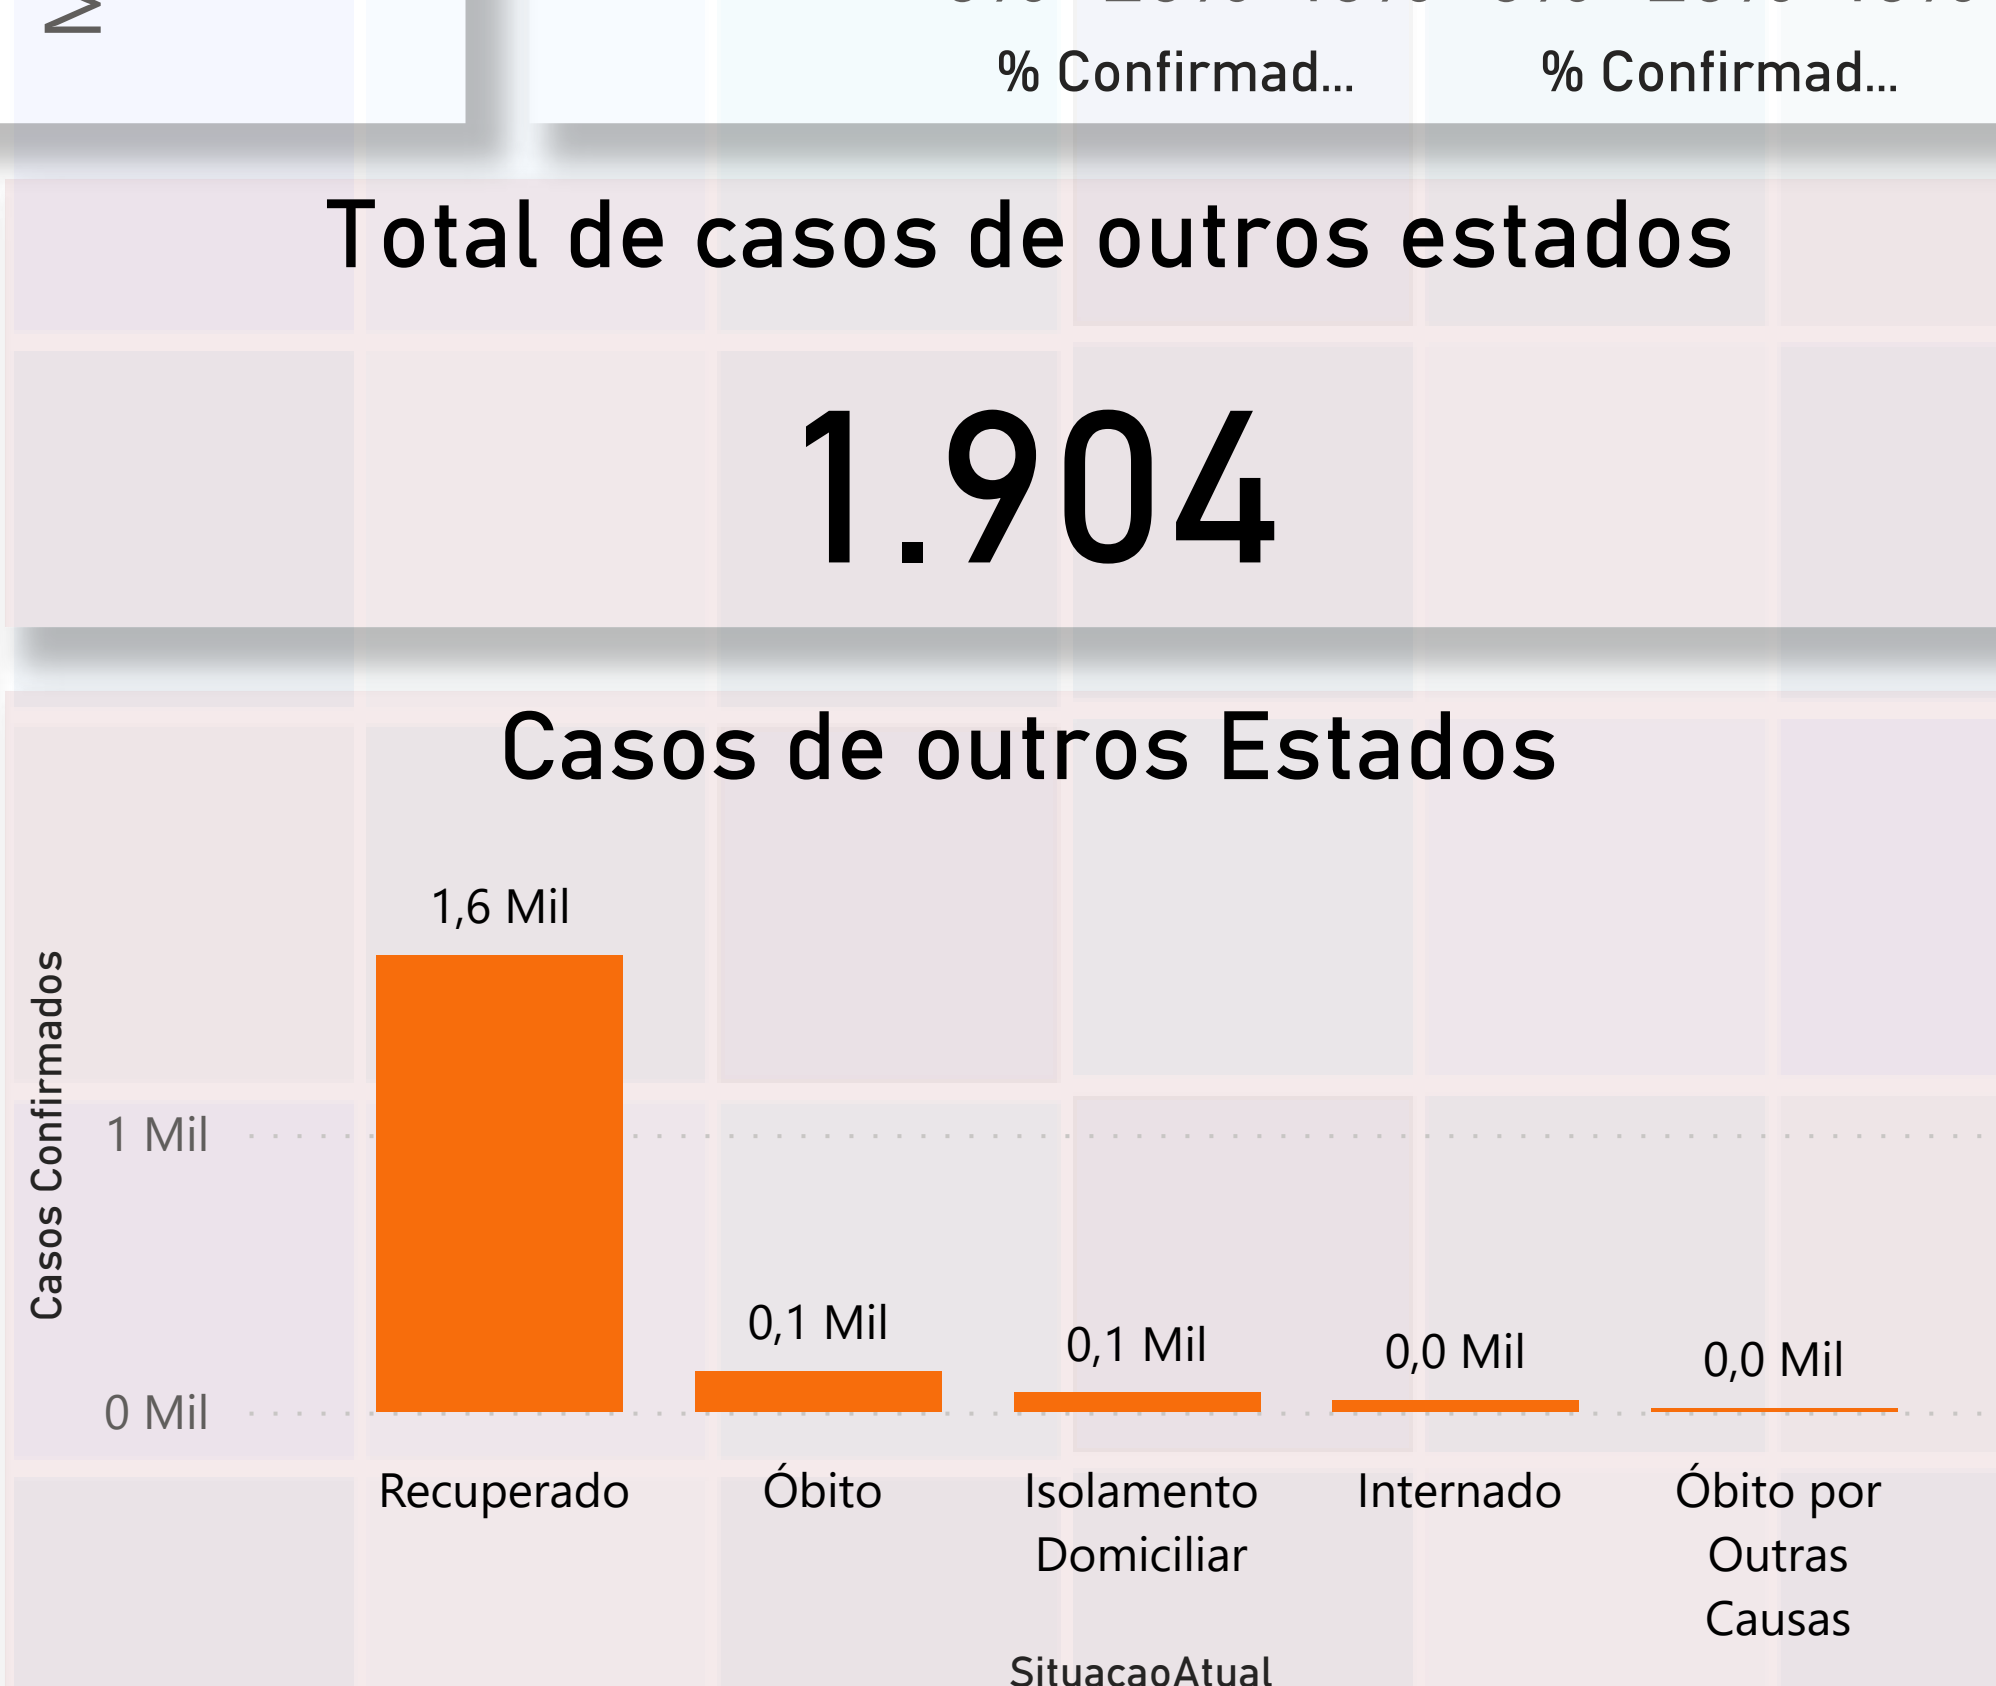 % Confirmad... % Confirmad...
Total de casos de outros estados
1.904
Casos de outros Estados
Casos Confirmados
1,6 Mil
1 Mil
0,1 Mil
0,1 Mil
0,0 Mil
0,0 Mil
0 Mil
Recuperado
Óbito
Isolamento
Domiciliar
Internado
Óbito por
Outras
Causas
SituacaoAtual